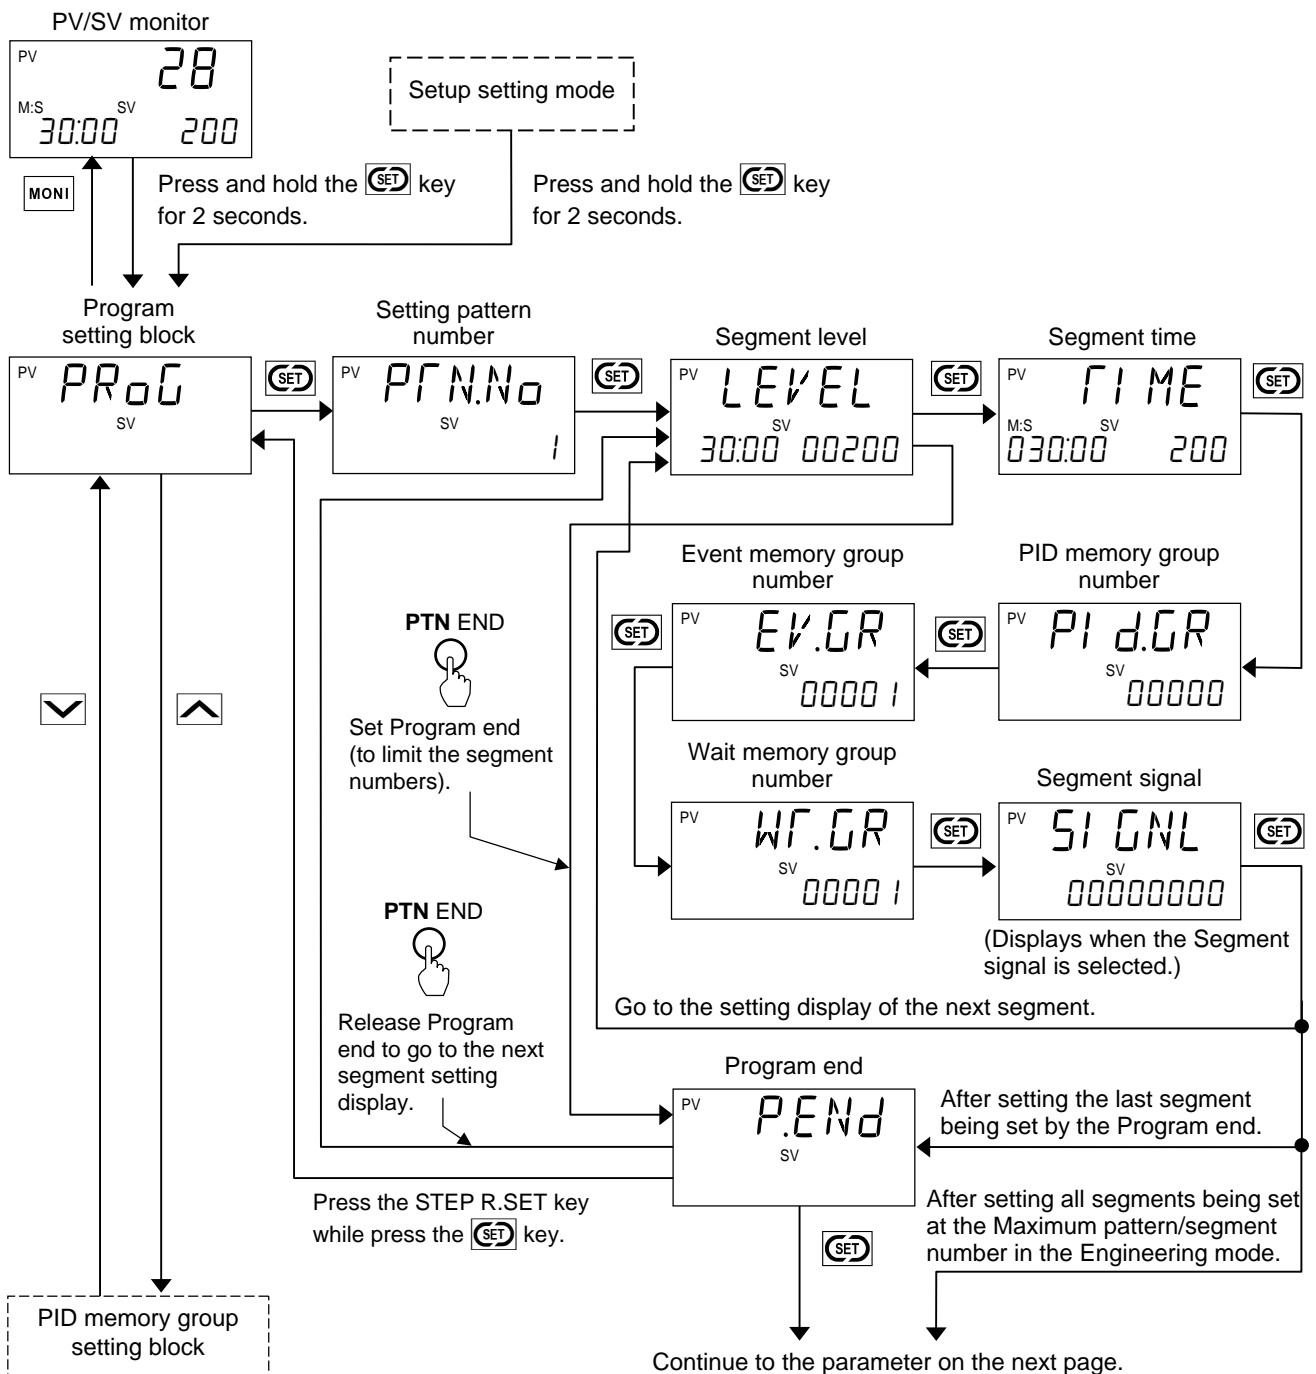 PV/SV monitor
PV 28
M:S SV
30:00 200
Setup setting mode
MONI
Press and hold the SET key
for 2 seconds.
Press and hold the SET key
for 2 seconds.
Program
setting block
PV PRoG
SV
SET
Setting pattern
number
PV PTN.No
SV
1
SET
Segment level
PV LEVEL
SV
30:00 00200
SET
Segment time
PV TIME
M:S SV
030:00 200
SET
Event memory group
number
PV EV.GR
SV
00001
SET
PID memory group
number
PV PId.GR
SV
00000
SET
PTN END
Set Program end
(to limit the segment
numbers).
Wait memory group
number
PV WT.GR
SV
00001
SET
Segment signal
PV SIGNL
SV
00000000
SET
(Displays when the Segment
signal is selected.)
PTN END
Release Program
end to go to the next
segment setting
display.
Go to the setting display of the next segment.
Program end
PV P.ENd
SV
After setting the last segment
being set by the Program end.
Press the STEP R.SET key
while press the SET key.
SET
After setting all segments being set
at the Maximum pattern/segment
number in the Engineering mode.
PID memory group
setting block
Continue to the parameter on the next page.